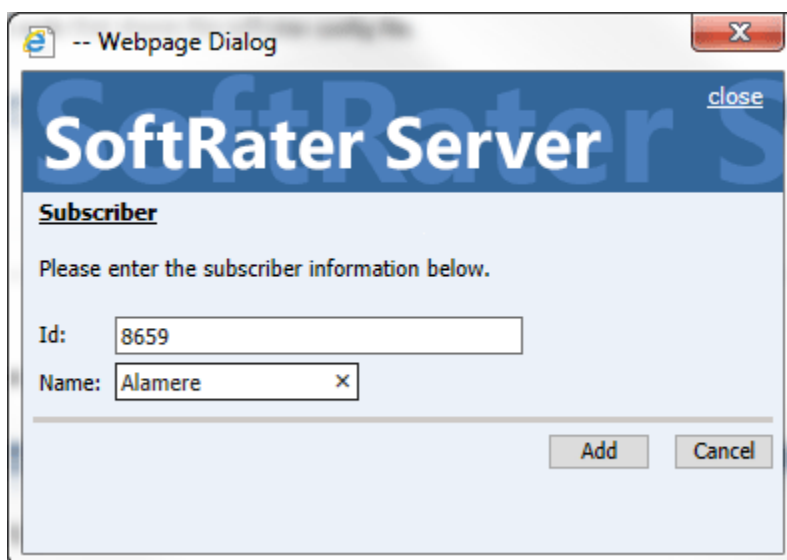 -- Webpage Dialog
close
SoftRater Server
Subscriber
Please enter the subscriber information below.
Id: 8659
Name: Alamere
Add Cancel